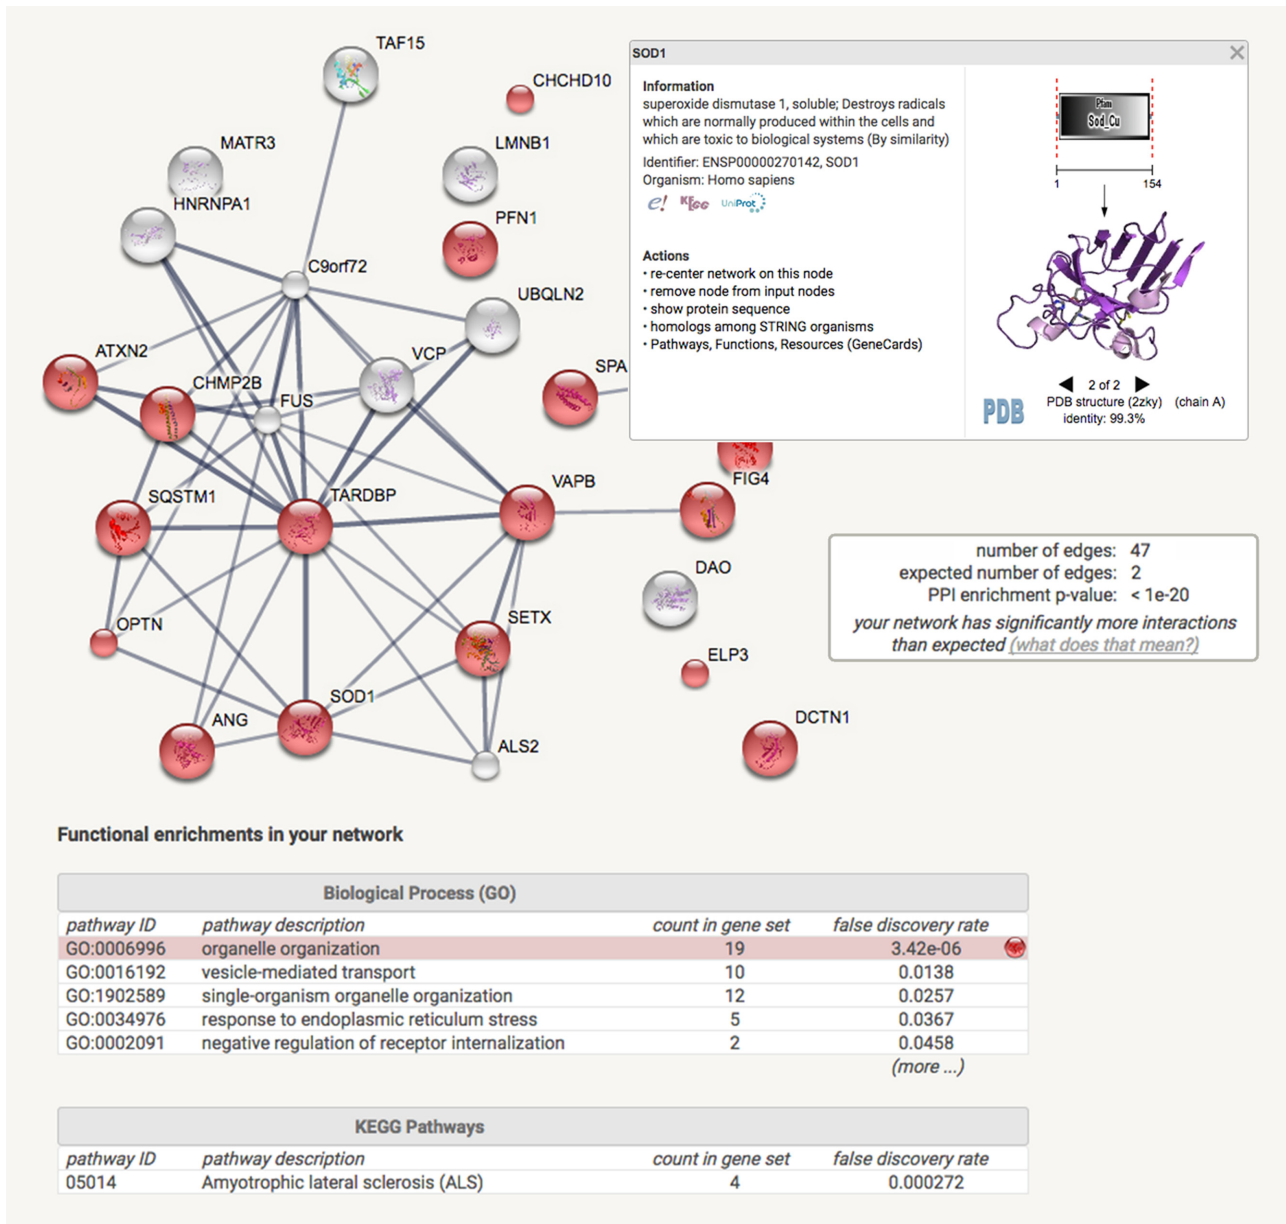 TAF15
CHCHD10
MATR3
LMNB1
HNRNPA1
PFN1
C9orf72
UBQLN2
ATXN2
VCP
SPA
CHMP2B
FUS
SQSTM1
TARDBP
VAPB
FIG4
DAO
OPTN
SETX
ELP3
SOD1
ANG
DCTN1
ALS2
SOD1
Information
superoxide dismutase 1, soluble; Destroys radicals
which are normally produced within the cells and
which are toxic to biological systems (By similarity)
Identifier: ENSP00000270142, SOD1
Organism: Homo sapiens
e! KEGG UniProt
Actions
• re-center network on this node
• remove node from input nodes
• show protein sequence
• homologs among STRING organisms
• Pathways, Functions, Resources (GeneCards)
Pfam
Sod_Cu
1 154
2 of 2
PDB PDB structure (2zky) (chain A)
identity: 99.3%
number of edges: 47
expected number of edges: 2
PPI enrichment p-value: < 1e-20
your network has significantly more interactions
than expected (what does that mean?)
Functional enrichments in your network
Biological Process (GO)
pathway ID pathway description count in gene set false discovery rate
GO:0006996 organelle organization 19 3.42e-06
GO:0016192 vesicle-mediated transport 10 0.0138
GO:1902589 single-organism organelle organization 12 0.0257
GO:0034976 response to endoplasmic reticulum stress 5 0.0367
GO:0002091 negative regulation of receptor internalization 2 0.0458
(more ...)
KEGG Pathways
pathway ID pathway description count in gene set false discovery rate
05014 Amyotrophic lateral sclerosis (ALS) 4 0.000272